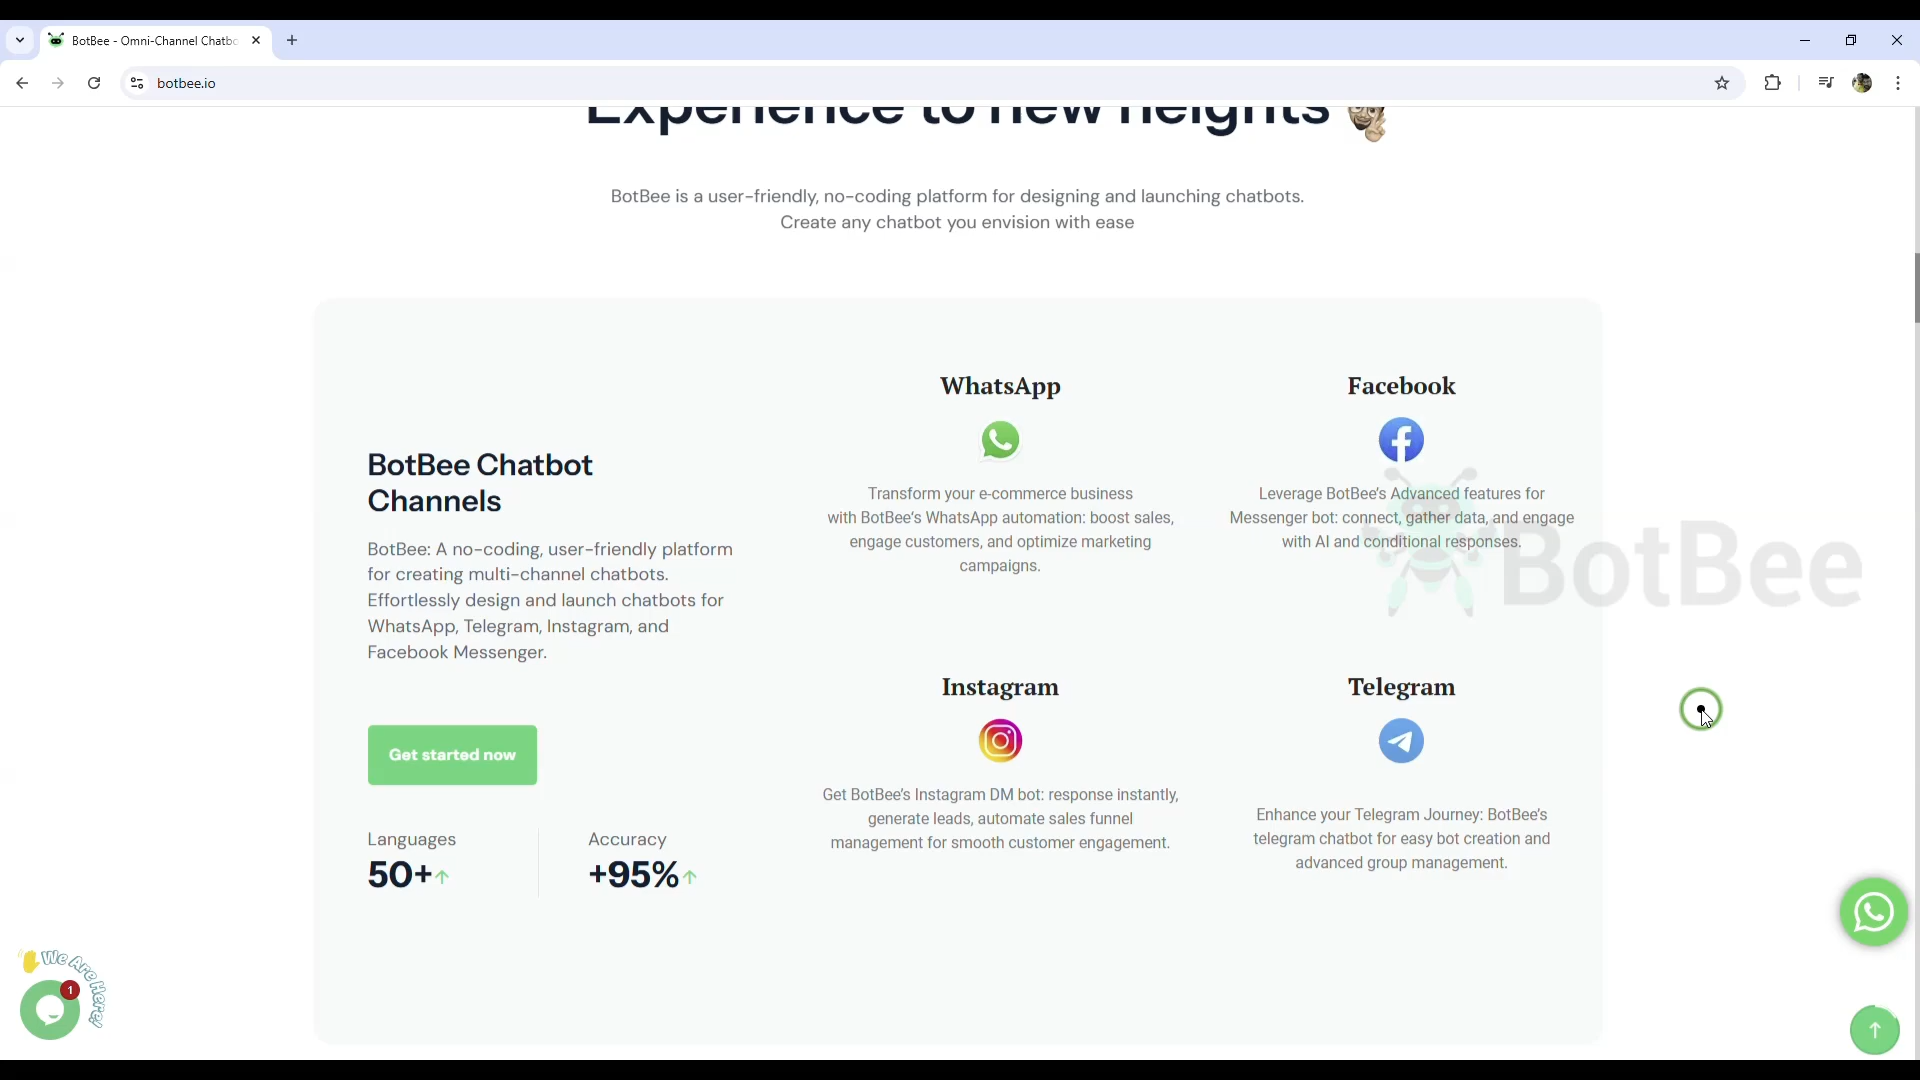 BotBee - Omni-Channel Chatbo
botbee.io
Experience to new heights
BotBee is a user-friendly, no-coding platform for designing and launching chatbots.
Create any chatbot you envision with ease
BotBee Chatbot
Channels
BotBee: A no-coding, user-friendly platform
for creating multi-channel chatbots.
Effortlessly design and launch chatbots for
WhatsApp, Telegram, Instagram, and
Facebook Messenger.
Get started now
Languages
50+
Accuracy
+95%
WhatsApp
Transform your e-commerce business
with BotBee's WhatsApp automation: boost sales,
engage customers, and optimize marketing
campaigns.
Facebook
Leverage BotBee's Advanced features for
Messenger bot: connect, gather data, and engage
with AI and conditional responses.
Instagram
Get BotBee's Instagram DM bot: response instantly,
generate leads, automate sales funnel
management for smooth customer engagement.
Telegram
Enhance your Telegram Journey: BotBee's
telegram chatbot for easy bot creation and
advanced group management.
BotBee
We Are Here!
1